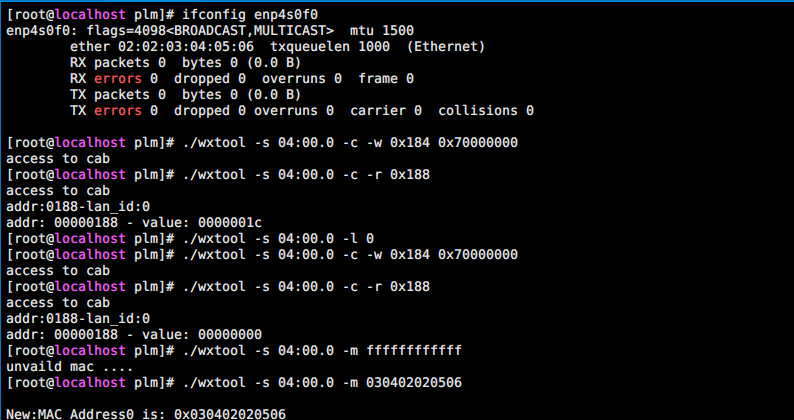 [root@localhost plm]# ifconfig enp4s0f0
enp4s0f0: flags=4098<BROADCAST,MULTICAST>  mtu 1500
        ether 02:02:03:04:05:06  txqueuelen 1000  (Ethernet)
        RX packets 0  bytes 0 (0.0 B)
        RX errors 0  dropped 0  overruns 0  frame 0
        TX packets 0  bytes 0 (0.0 B)
        TX errors 0  dropped 0 overruns 0  carrier 0  collisions 0

[root@localhost plm]# ./wxtool -s 04:00.0 -c -w 0x184 0x70000000
access to cab
[root@localhost plm]# ./wxtool -s 04:00.0 -c -r 0x188
access to cab
addr:0188-lan_id:0
addr: 00000188 - value: 0000001c
[root@localhost plm]# ./wxtool -s 04:00.0 -l 0
[root@localhost plm]# ./wxtool -s 04:00.0 -c -w 0x184 0x70000000
access to cab
[root@localhost plm]# ./wxtool -s 04:00.0 -c -r 0x188
access to cab
addr:0188-lan_id:0
addr: 00000188 - value: 00000000
[root@localhost plm]# ./wxtool -s 04:00.0 -m ffffffffffff
unvaild mac ....
[root@localhost plm]# ./wxtool -s 04:00.0 -m 030402020506

New:MAC Address0 is: 0x030402020506